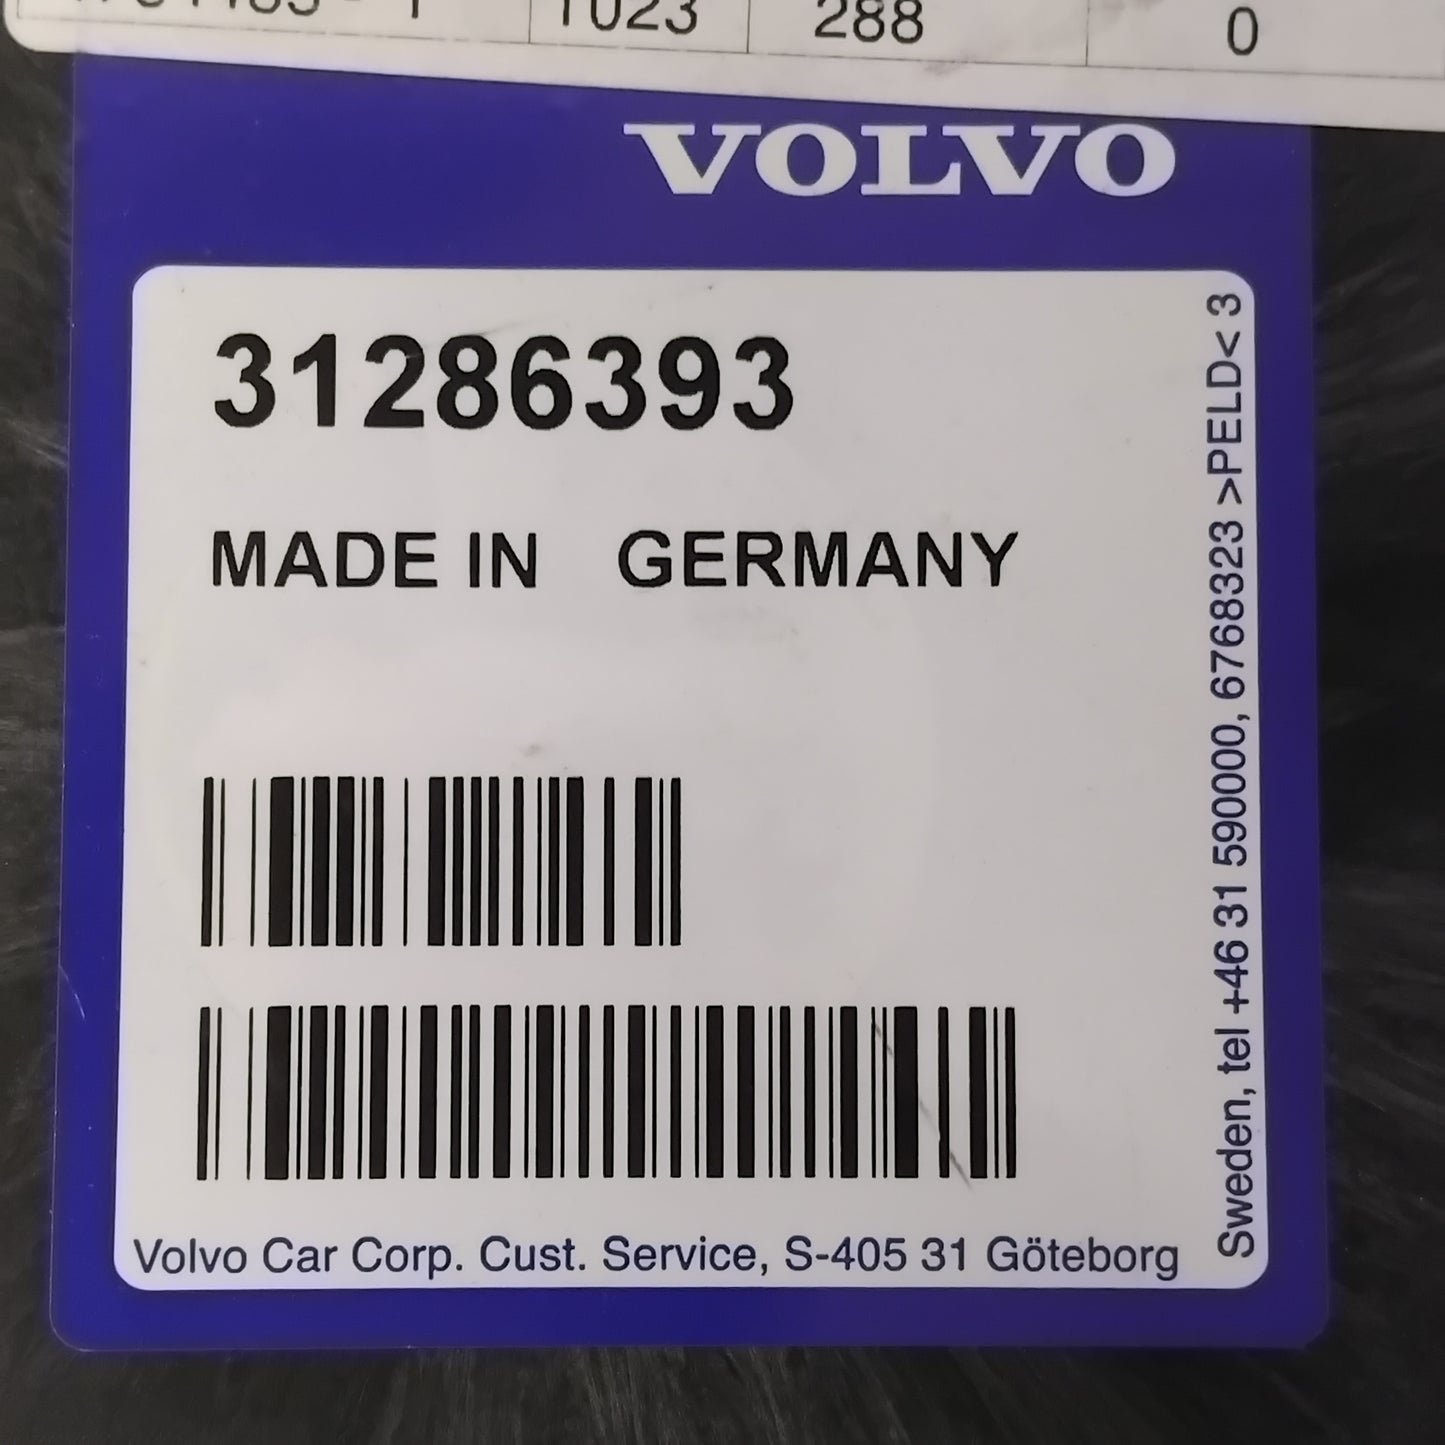 1023 288 0
VOLVO
31286393
MADE IN GERMANY
Volvo Car Corp. Cust. Service, S-405 31 Göteborg
Sweden, tel +46 31 590000, 6768323 >PELD< 3